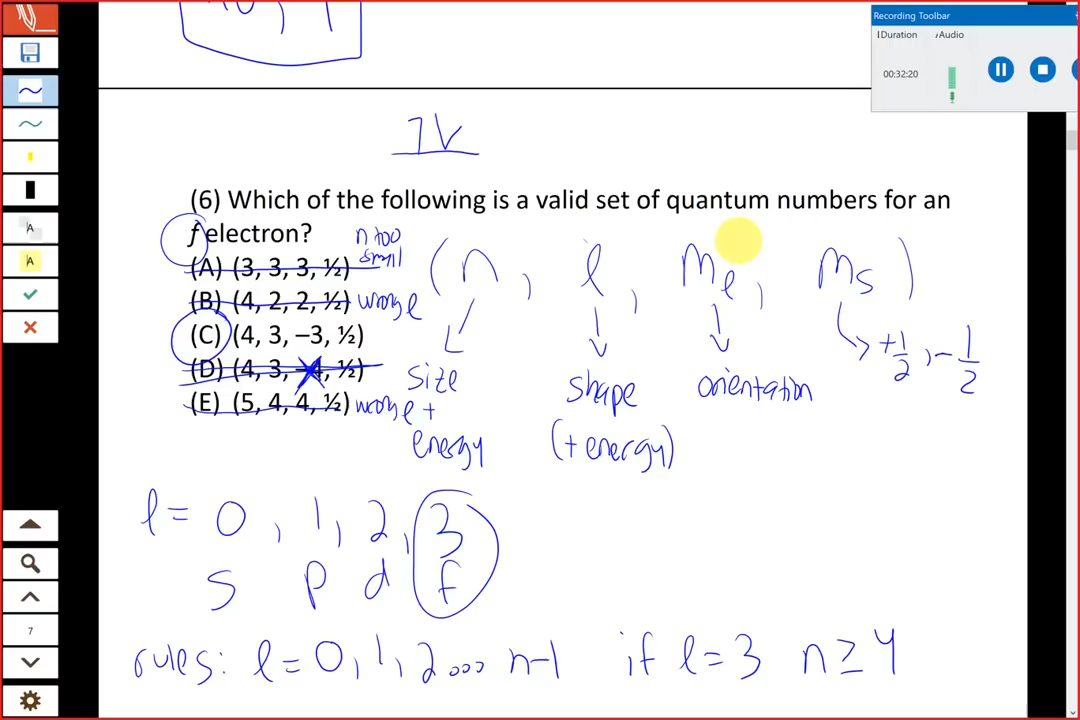 Recording Toolbar
Duration
Audio
00:32:20
IV
(6) Which of the following is a valid set of quantum numbers for an
f electron?
n too
small
(A) (3, 3, 3, ½)
(B) (4, 2, 2, ½) wrong l
(C) (4, 3, –3, ½)
(D) (4, 3, –4, ½)
(E) (5, 4, 4, ½) wrong l
(n, l, ml, ms)
size
+
energy
shape
(+ energy)
orientation
+1/2, -1/2
l = 0, 1, 2, 3
s p d f
rules: l = 0, 1, 2 ... n-1 if l = 3 n ≥ 4
A
A
7